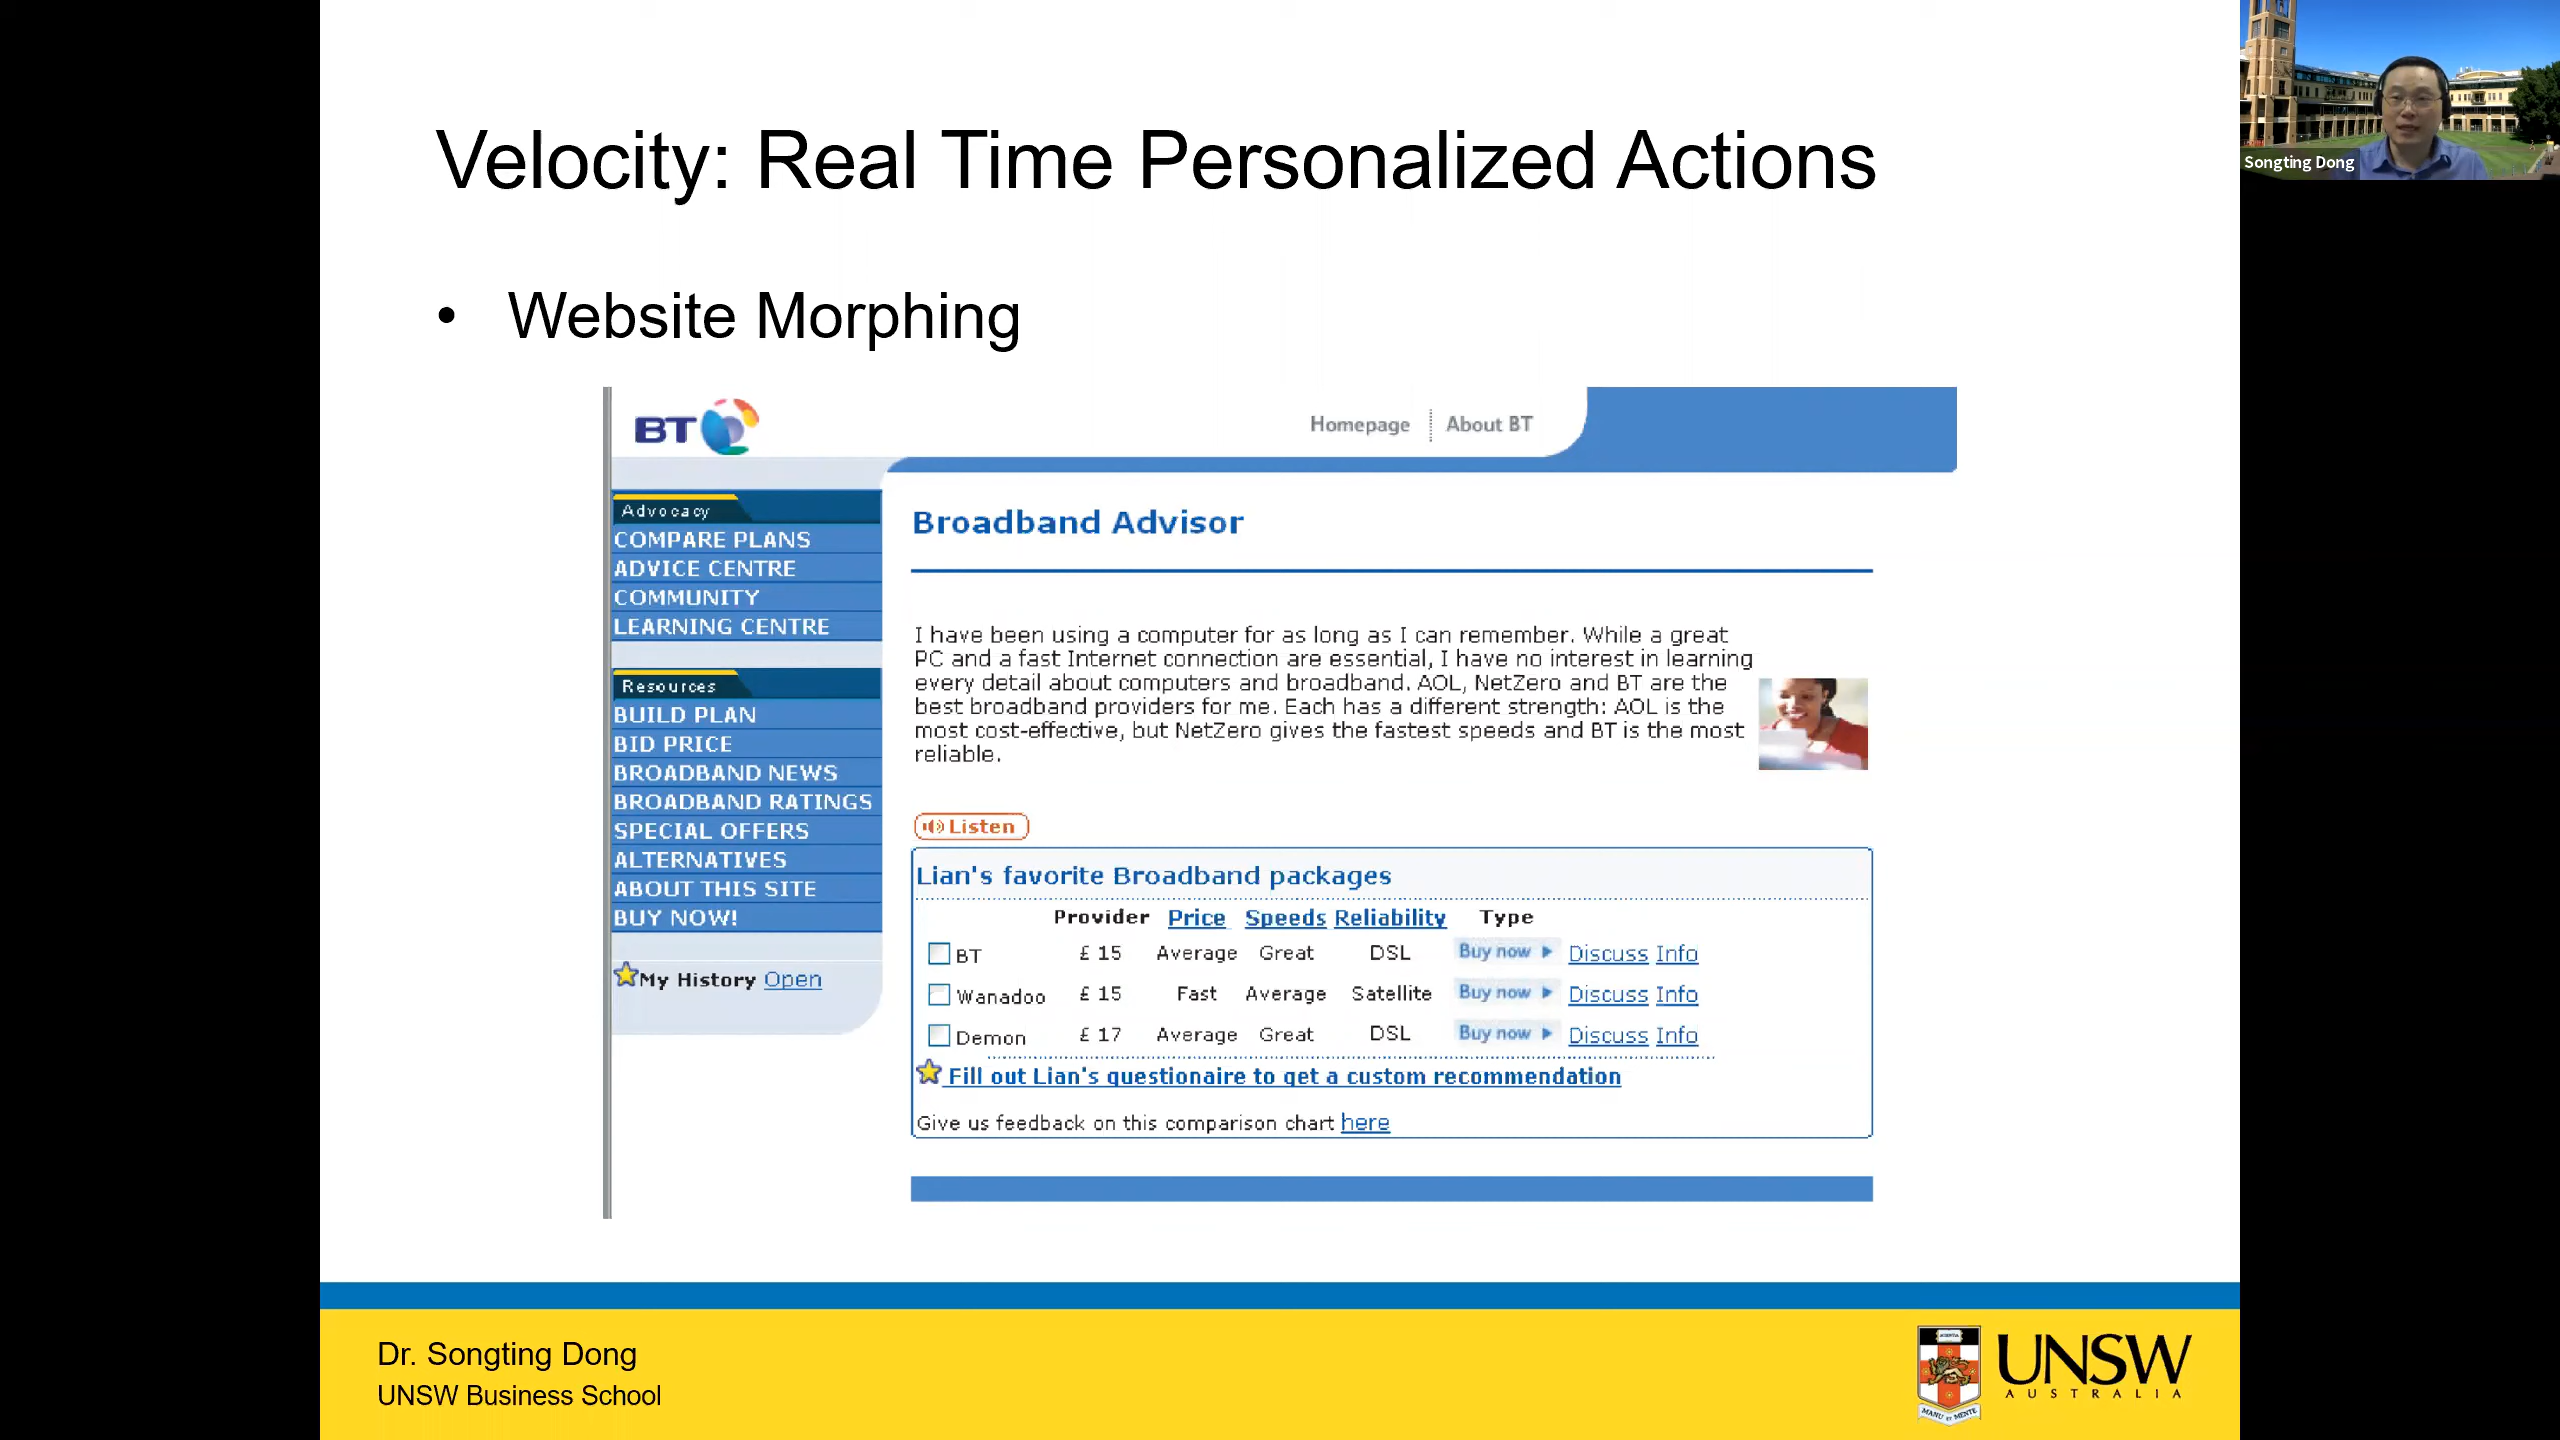 Velocity: Real Time Personalized Actions
Songting Dong
• Website Morphing
BT
Homepage
About BT
Advocacy
COMPARE PLANS
ADVICE CENTRE
COMMUNITY
LEARNING CENTRE
Resources
BUILD PLAN
BID PRICE
BROADBAND NEWS
BROADBAND RATINGS
SPECIAL OFFERS
ALTERNATIVES
ABOUT THIS SITE
BUY NOW!
My History Open
Broadband Advisor
I have been using a computer for as long as I can remember. While a great
PC and a fast Internet connection are essential, I have no interest in learning
every detail about computers and broadband. AOL, NetZero and BT are the
best broadband providers for me. Each has a different strength: AOL is the
most cost-effective, but NetZero gives the fastest speeds and BT is the most
reliable.
Listen
Lian's favorite Broadband packages
Provider Price Speeds Reliability Type
BT £ 15 Average Great DSL Buy now Discuss Info
Wanadoo £ 15 Fast Average Satellite Buy now Discuss Info
Demon £ 17 Average Great DSL Buy now Discuss Info
Fill out Lian's questionaire to get a custom recommendation
Give us feedback on this comparison chart here
Dr. Songting Dong
UNSW Business School
UNSW
AUSTRALIA
MANU ET MENTE